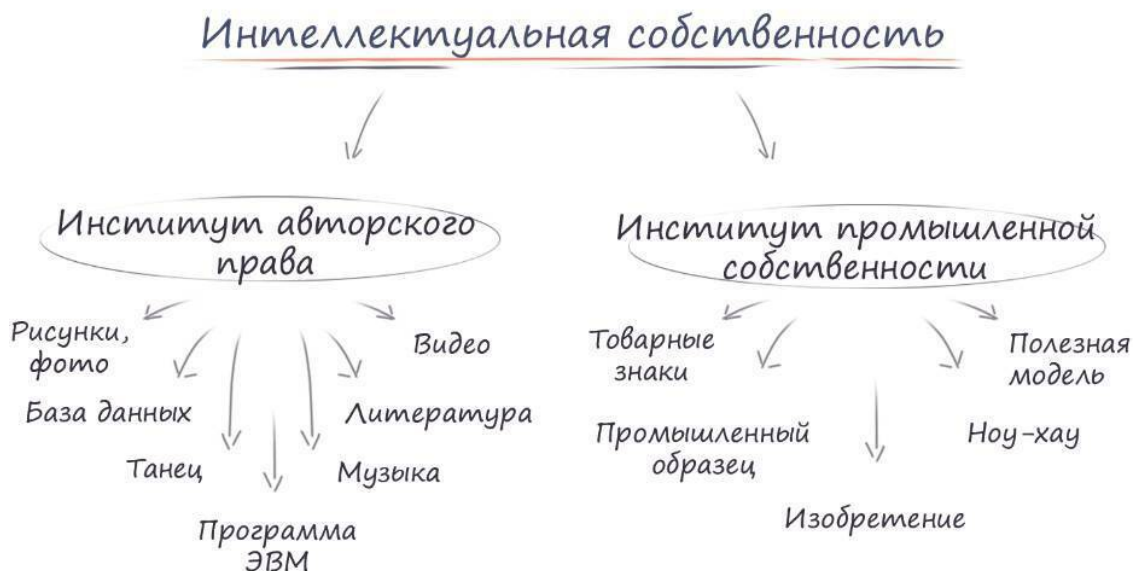 Интеллектуальная собственность
Институт авторского
права
Рисунки,
фото
База данных
Танец
Программа
ЭВМ
Музыка
Литература
Видео
Институт промышленной
собственности
Товарные
знаки
Промышленный
образец
Изобретение
Ноу-хау
Полезная
модель